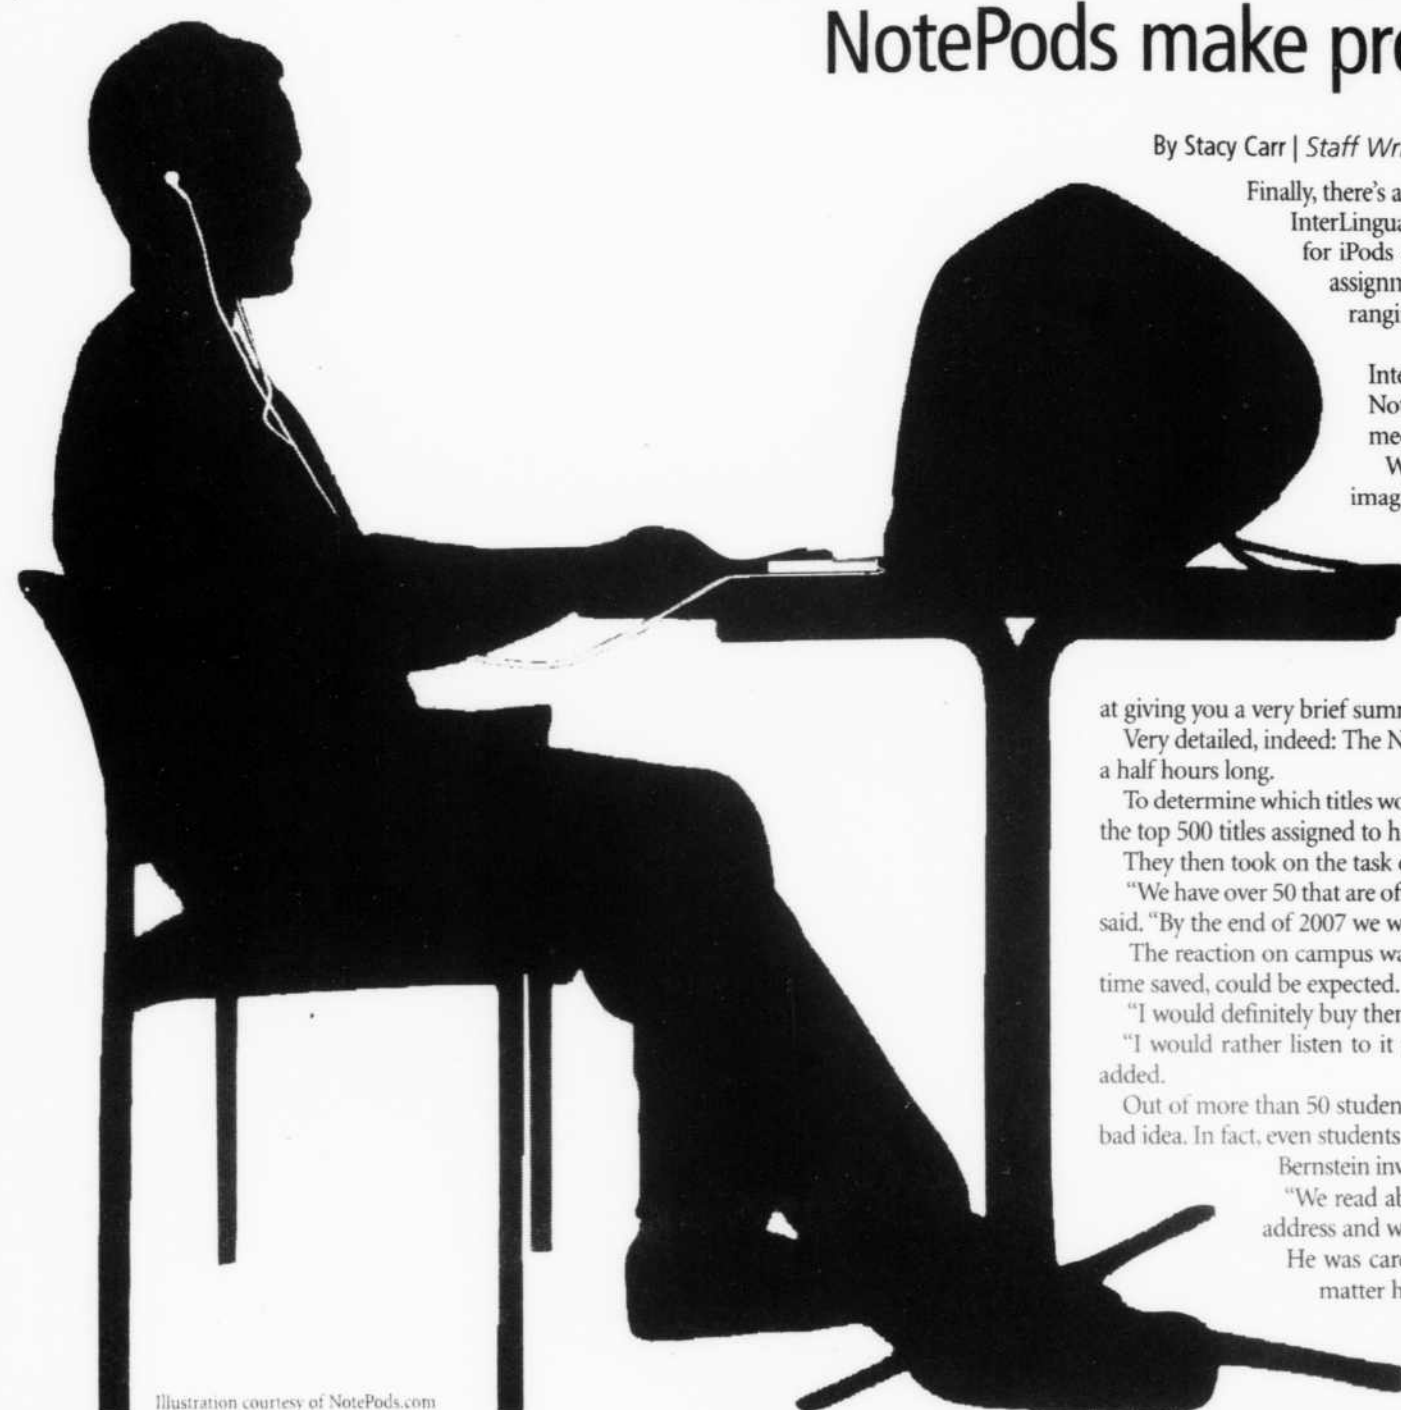 NotePods make pr
By Stacy Carr | Staff
Finally, there's a
InterLingua
for iPods
assignm
rangi
Inte
No
me
W
imag
at giving you a very brief sum
Very detailed, indeed: The N
a half hours long.
To determine which titles wo
the top 500 titles assigned to h
They then took on the task
"We have over 50 that are of
said. "By the end of 2007 we w
The reaction on campus wa
time saved, could be expected.
"I would definitely buy the
"I would rather listen to it
added.
Out of more than 50 studen
bad idea. In fact, even students
Bernstein inv
"We read ab
address and w
He was car
matter h
Illustration courtesy of NotePods.com